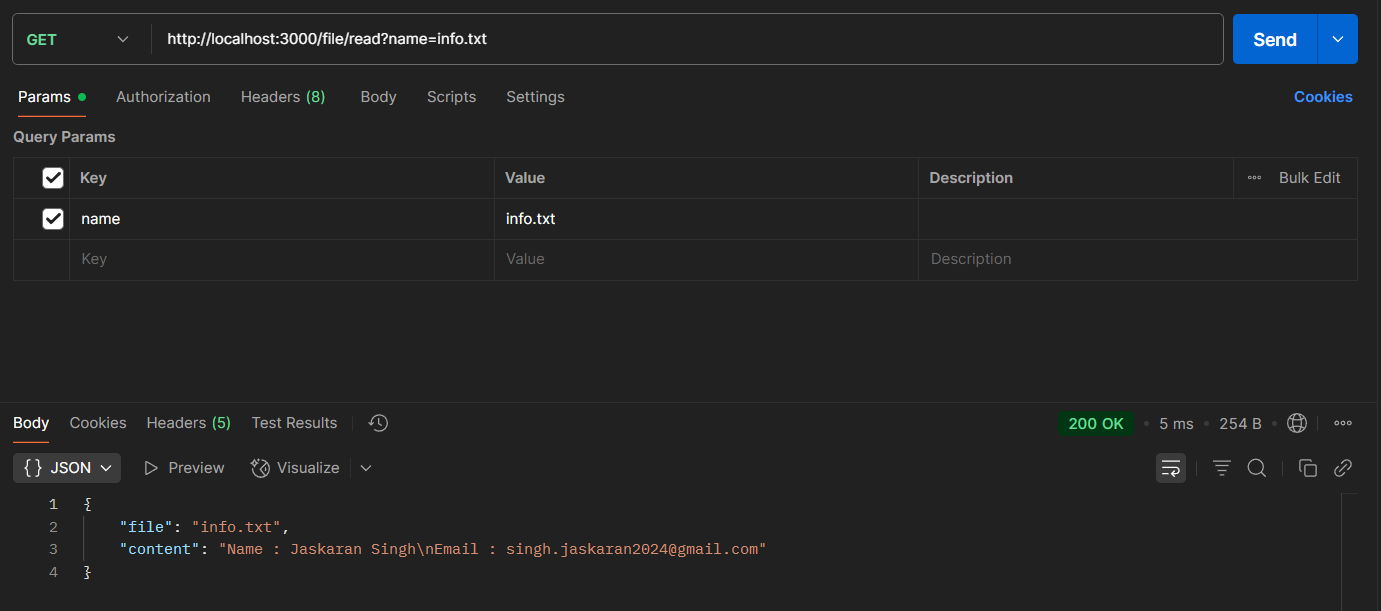 GET http://localhost:3000/file/read?name=info.txt Send
Params Authorization Headers (8) Body Scripts Settings Cookies
Query Params
Key Value Description Bulk Edit
name info.txt
Key Value Description
Body Cookies Headers (5) Test Results 200 OK 5 ms 254 B
{} JSON Preview Visualize
1 {
2 "file": "info.txt",
3 "content": "Name : Jaskaran Singh\nEmail : singh.jaskaran2024@gmail.com"
4 }